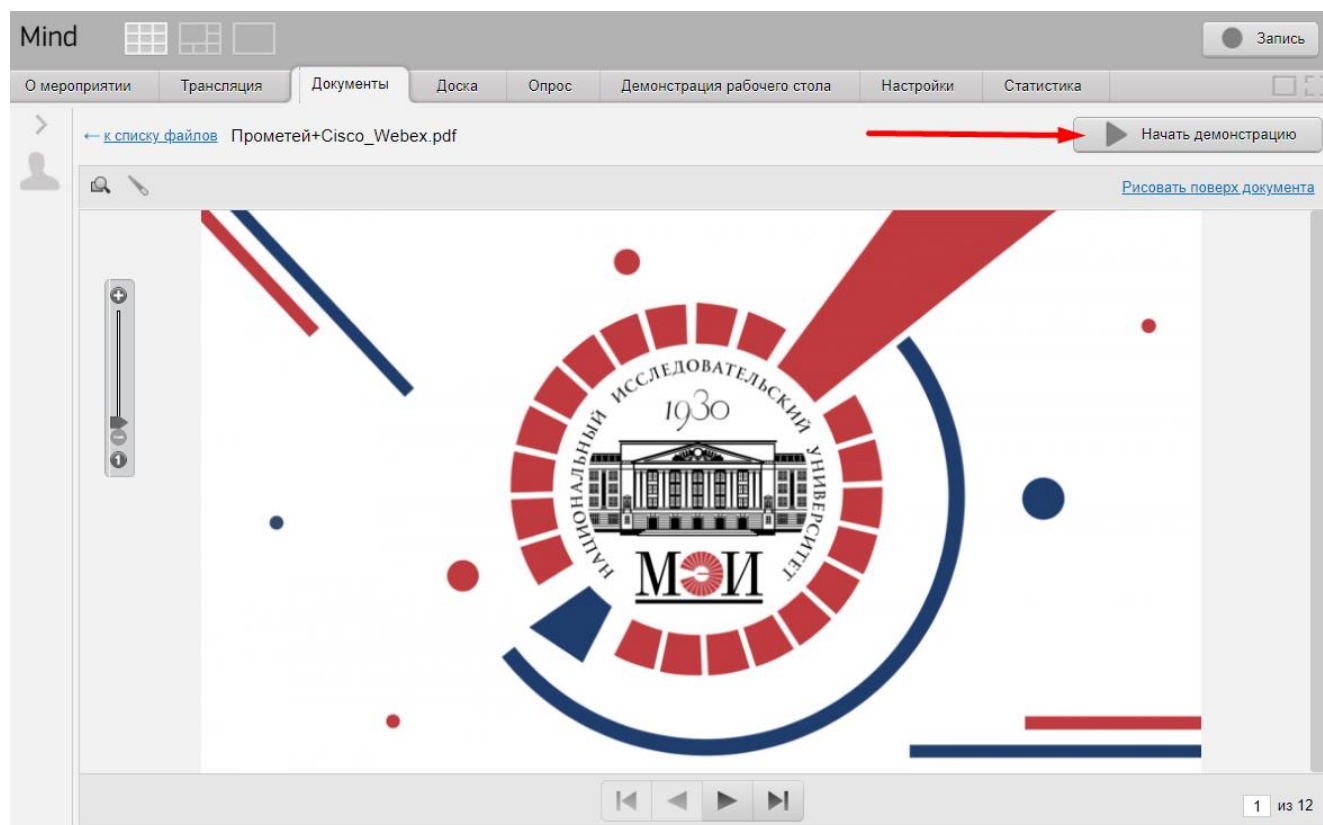 Mind
Запись
О мероприятии Трансляция Документы Доска Опрос Демонстрация рабочего стола Настройки Статистика
← к списку файлов Прометей+Cisco_Webex.pdf
Начать демонстрацию
Рисовать поверх документа
НАЦИОНАЛЬНЫЙ ИССЛЕДОВАТЕЛЬСКИЙ УНИВЕРСИТЕТ
1930
МЭИ
1
1 из 12